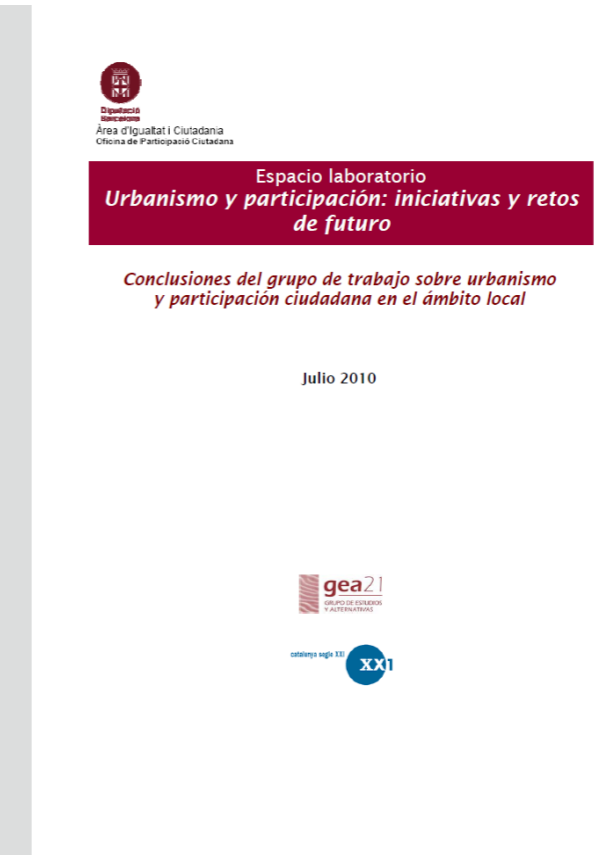 Diputació
Barcelona
Àrea d'Igualtat i Ciutadania
Oficina de Participació Ciutadana
Espacio laboratorio
Urbanismo y participación: iniciativas y retos
de futuro
Conclusiones del grupo de trabajo sobre urbanismo
y participación ciudadana en el ámbito local
Julio 2010
gea21
GRUPO DE ESTUDIOS
Y ALTERNATIVAS
catalunya segle XXI
XX1